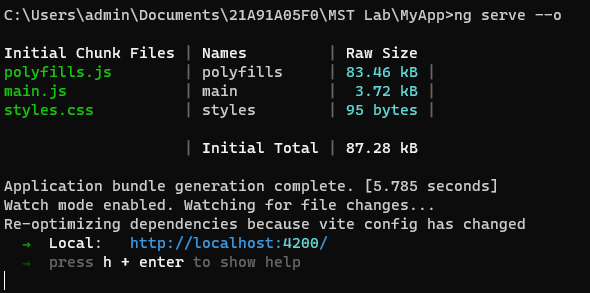 C:\Users\admin\Documents\21A91A05F0\MST Lab\MyApp>ng serve --o
Initial Chunk Files | Names | Raw Size
polyfills.js | polyfills | 83.46 kB |
main.js | main | 3.72 kB |
styles.css | styles | 95 bytes |
| Initial Total | 87.28 kB
Application bundle generation complete. [5.785 seconds]
Watch mode enabled. Watching for file changes...
Re-optimizing dependencies because vite config has changed
→ Local: http://localhost:4200/
→ press h + enter to show help